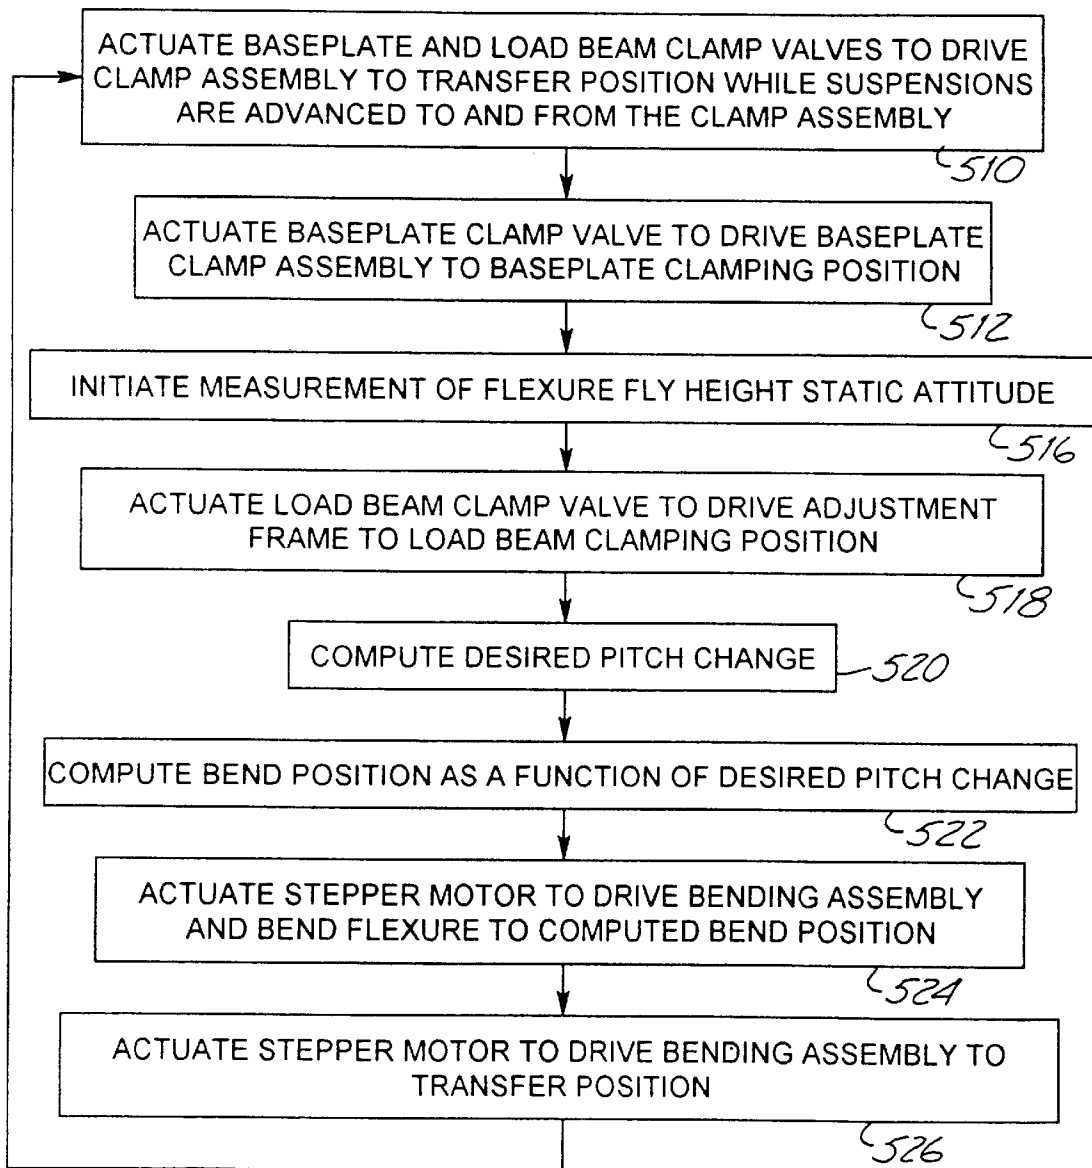 ACTUATE BASEPLATE AND LOAD BEAM CLAMP VALVES TO DRIVE
CLAMP ASSEMBLY TO TRANSFER POSITION WHILE SUSPENSIONS
ARE ADVANCED TO AND FROM THE CLAMP ASSEMBLY
510
ACTUATE BASEPLATE CLAMP VALVE TO DRIVE BASEPLATE
CLAMP ASSEMBLY TO BASEPLATE CLAMPING POSITION
512
INITIATE MEASUREMENT OF FLEXURE FLY HEIGHT STATIC ATTITUDE
516
ACTUATE LOAD BEAM CLAMP VALVE TO DRIVE ADJUSTMENT
FRAME TO LOAD BEAM CLAMPING POSITION
518
COMPUTE DESIRED PITCH CHANGE
520
COMPUTE BEND POSITION AS A FUNCTION OF DESIRED PITCH CHANGE
522
ACTUATE STEPPER MOTOR TO DRIVE BENDING ASSEMBLY
AND BEND FLEXURE TO COMPUTED BEND POSITION
524
ACTUATE STEPPER MOTOR TO DRIVE BENDING ASSEMBLY TO
TRANSFER POSITION
526